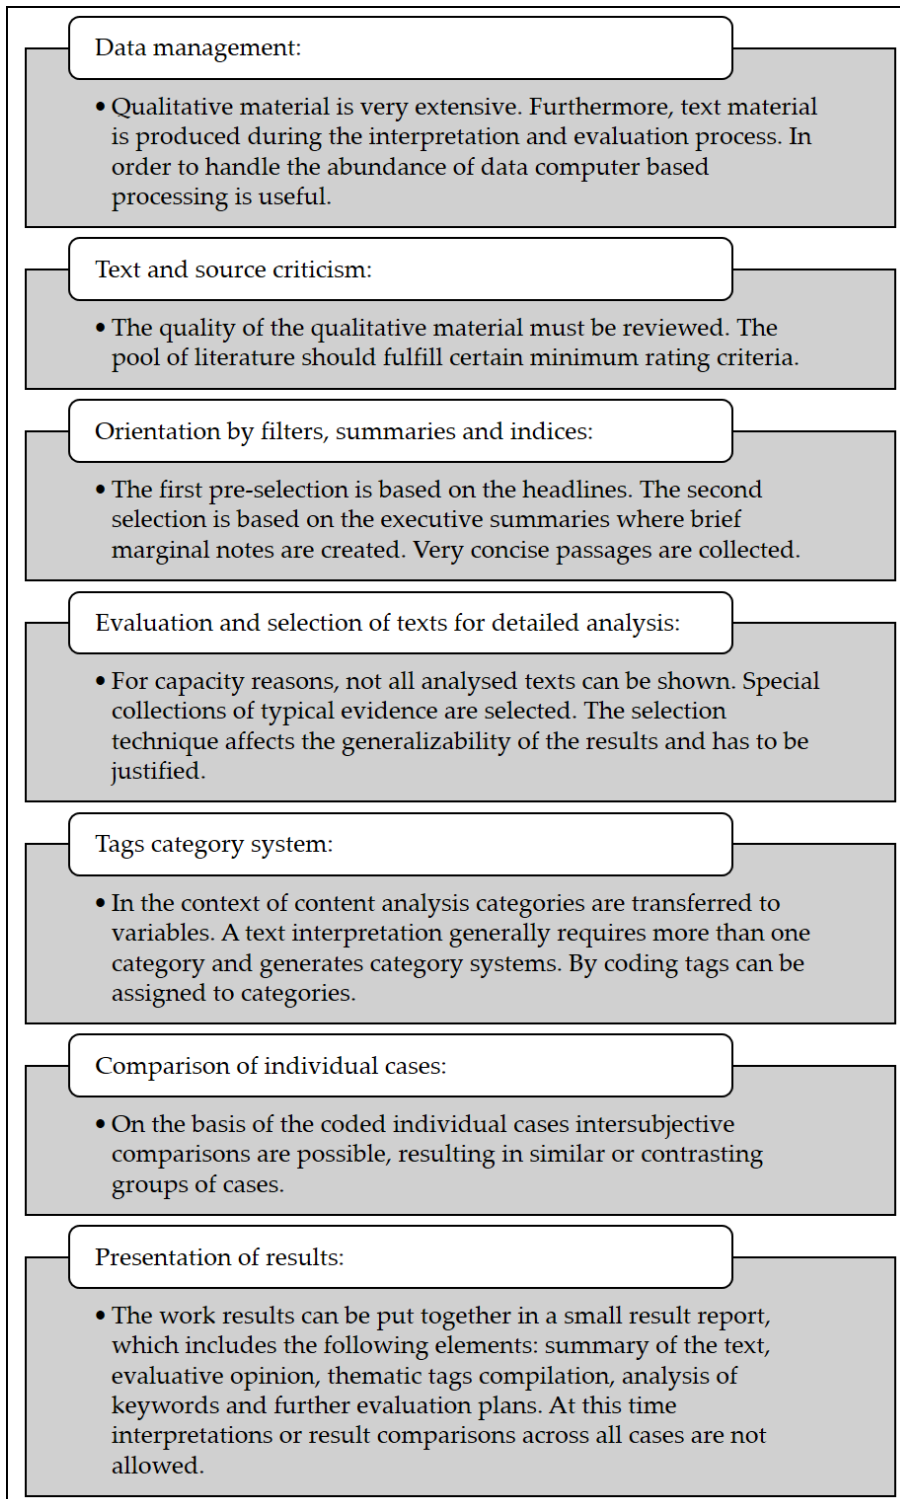 Data management:
• Qualitative material is very extensive. Furthermore, text material
is produced during the interpretation and evaluation process. In
order to handle the abundance of data computer based
processing is useful.
Text and source criticism:
• The quality of the qualitative material must be reviewed. The
pool of literature should fulfill certain minimum rating criteria.
Orientation by filters, summaries and indices:
• The first pre-selection is based on the headlines. The second
selection is based on the executive summaries where brief
marginal notes are created. Very concise passages are collected.
Evaluation and selection of texts for detailed analysis:
• For capacity reasons, not all analysed texts can be shown. Special
collections of typical evidence are selected. The selection
technique affects the generalizability of the results and has to be
justified.
Tags category system:
• In the context of content analysis categories are transferred to
variables. A text interpretation generally requires more than one
category and generates category systems. By coding tags can be
assigned to categories.
Comparison of individual cases:
• On the basis of the coded individual cases intersubjective
comparisons are possible, resulting in similar or contrasting
groups of cases.
Presentation of results:
• The work results can be put together in a small result report,
which includes the following elements: summary of the text,
evaluative opinion, thematic tags compilation, analysis of
keywords and further evaluation plans. At this time
interpretations or result comparisons across all cases are not
allowed.